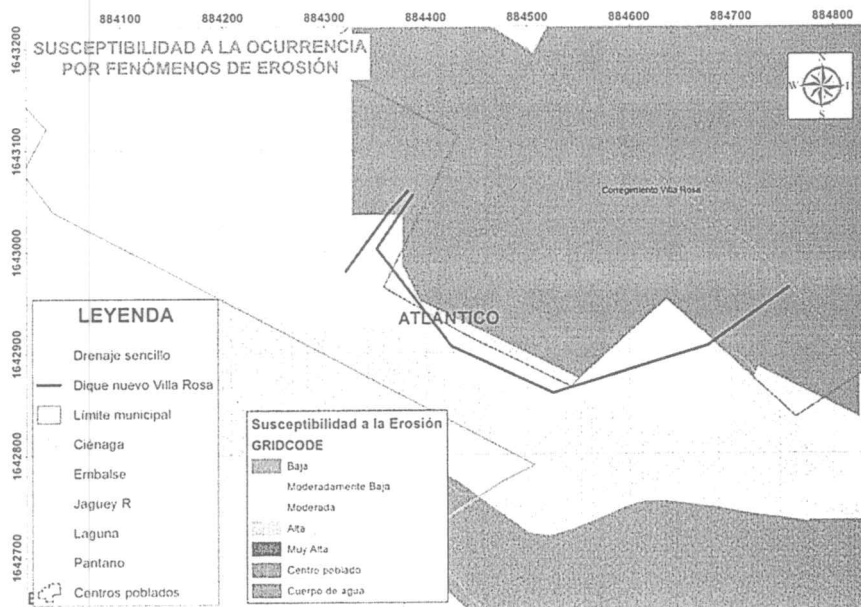 884100 884200 884300 884400 884500 884600 884700 884800
1643200
1643100
1643000
1642900
1642800
1642700
SUSCEPTIBILIDAD A LA OCURRENCIA
POR FENÓMENOS DE EROSIÓN
N
W
S
Corregimiento Villa Rosa
ATLÁNTICO
LEYENDA
Drenaje sencillo
Dique nuevo Villa Rosa
Límite municipal
Ciénaga
Embalse
Jaguey R
Laguna
Pantano
Centros poblados
Susceptibilidad a la Erosión
GRIDCODE
Baja
Moderadamente Baja
Moderada
Alta
Muy Alta
Centro poblado
Cuerpo de agua